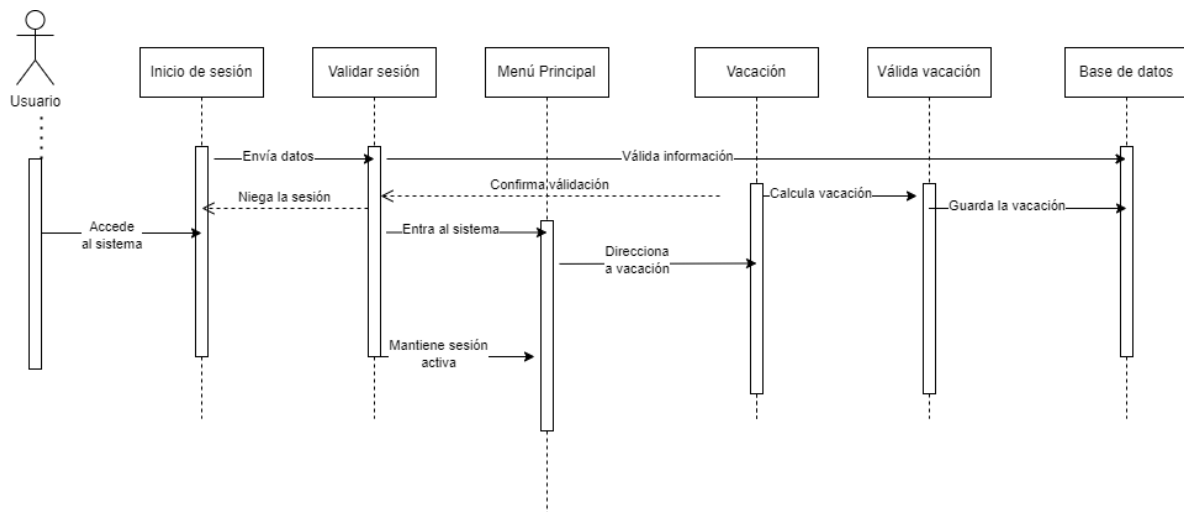 Usuario
Inicio de sesión
Validar sesión
Menú Principal
Vacación
Válida vacación
Base de datos
Envía datos
Válida información
Confirma válidación
Niega la sesión
Calcula vacación
Guarda la vacación
Accede
al sistema
Entra al sistema
Direcciona
a vacación
Mantiene sesión
activa